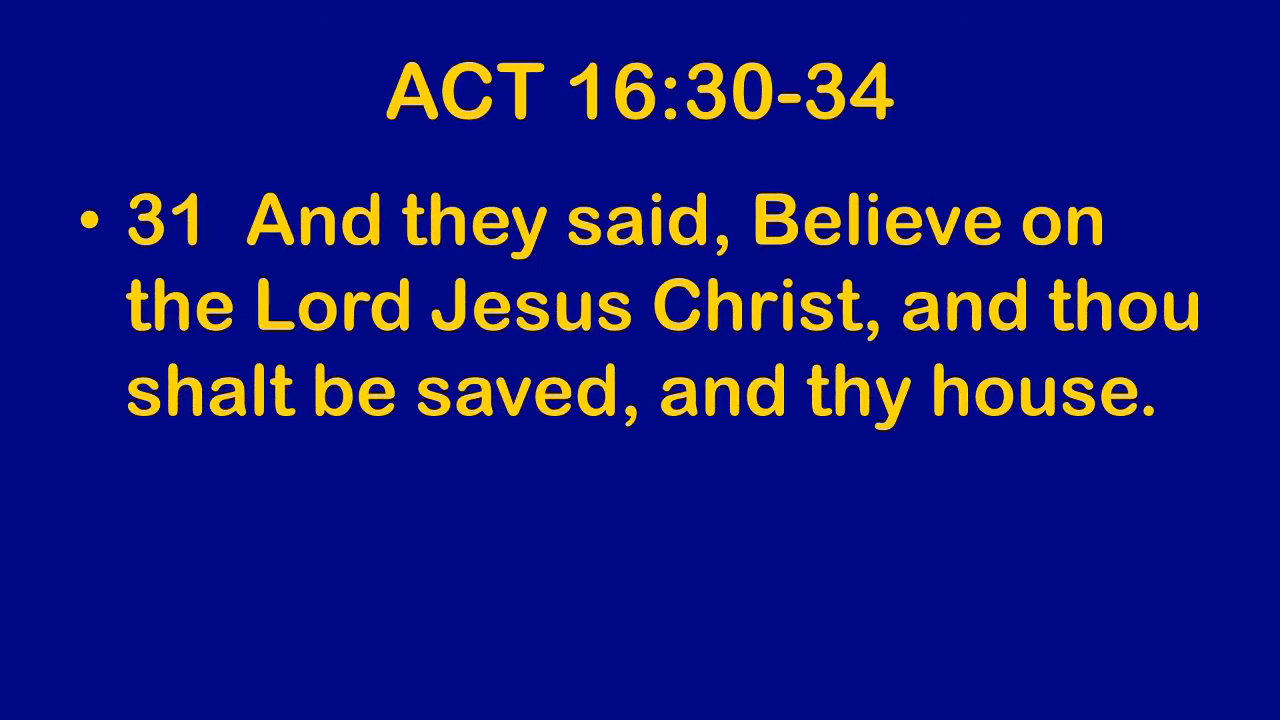 ACT 16:30-34
• 31 And they said, Believe on
the Lord Jesus Christ, and thou
shalt be saved, and thy house.